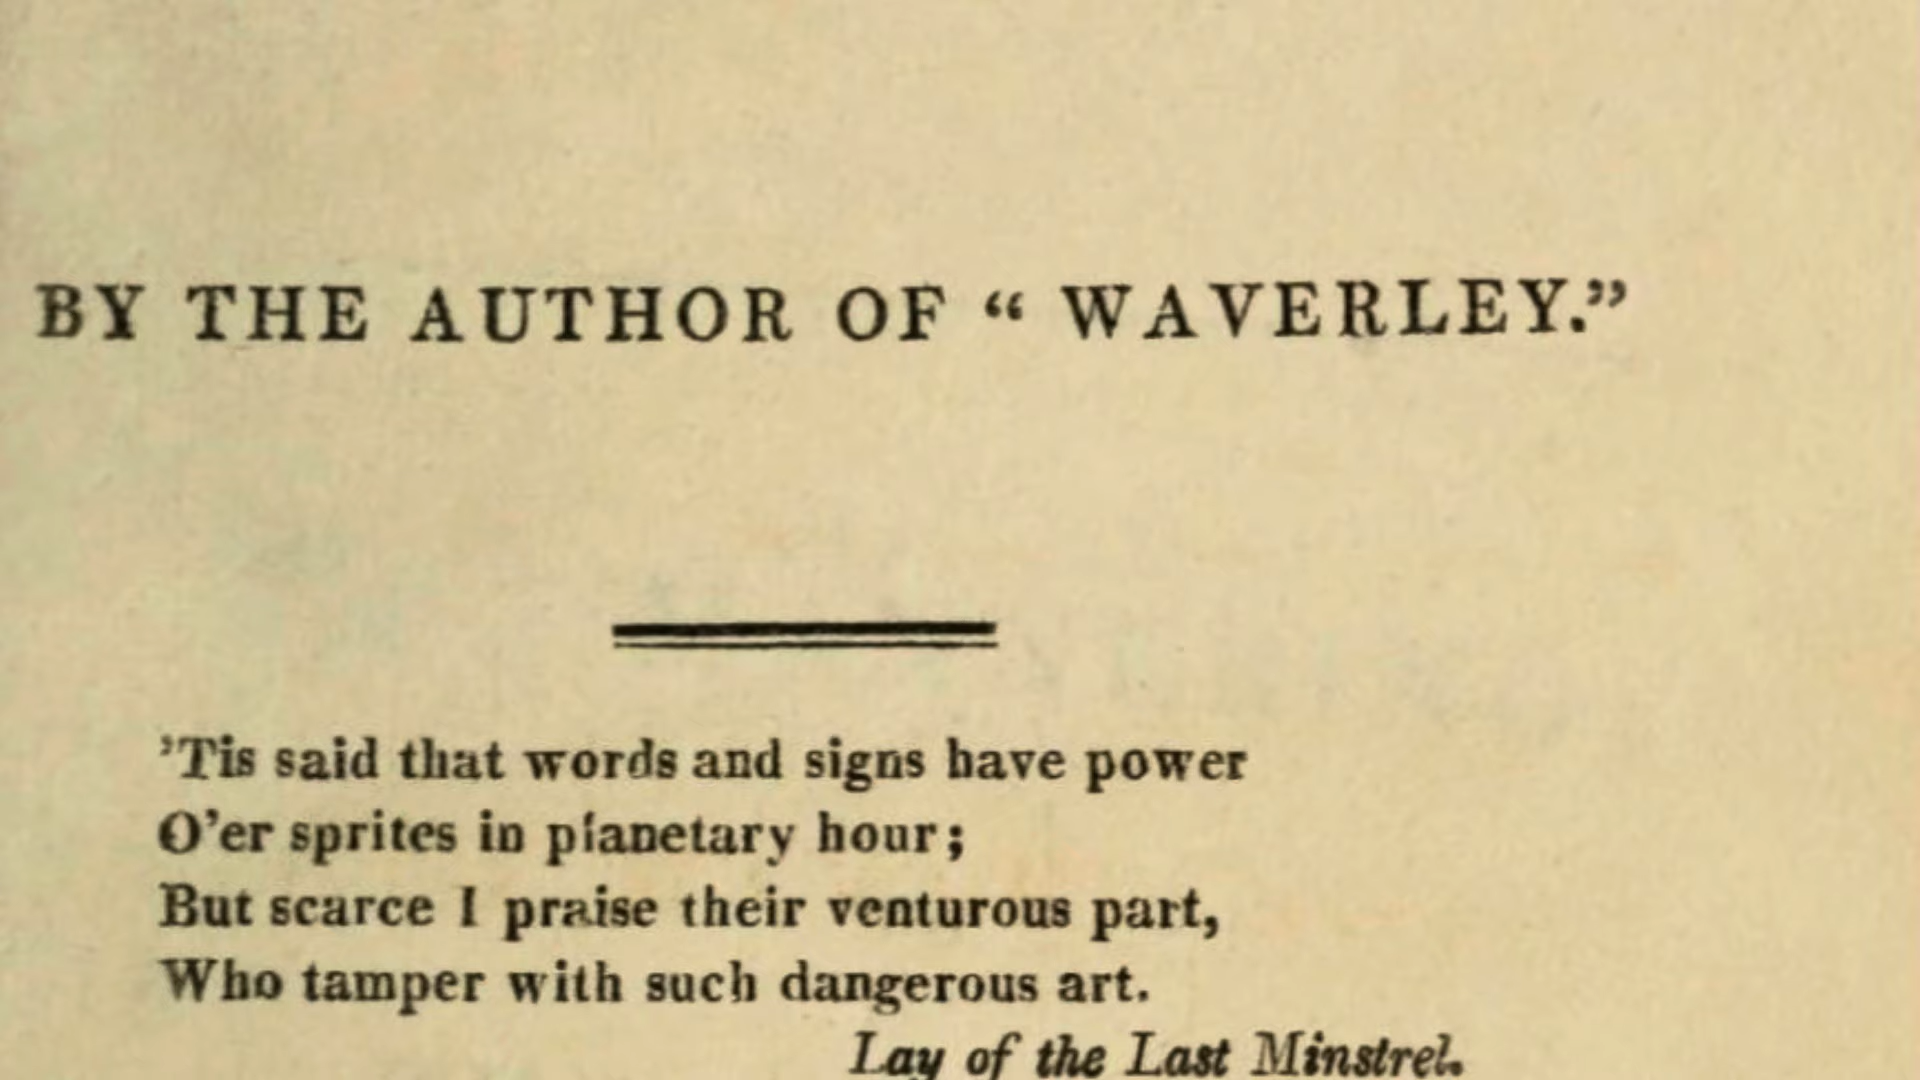 BY THE AUTHOR OF “ WAVERLEY.”
’Tis said that words and signs have power
O’er sprites in planetary hour;
But scarce I praise their venturous part,
Who tamper with such dangerous art.
Lay of the Last Minstrel.